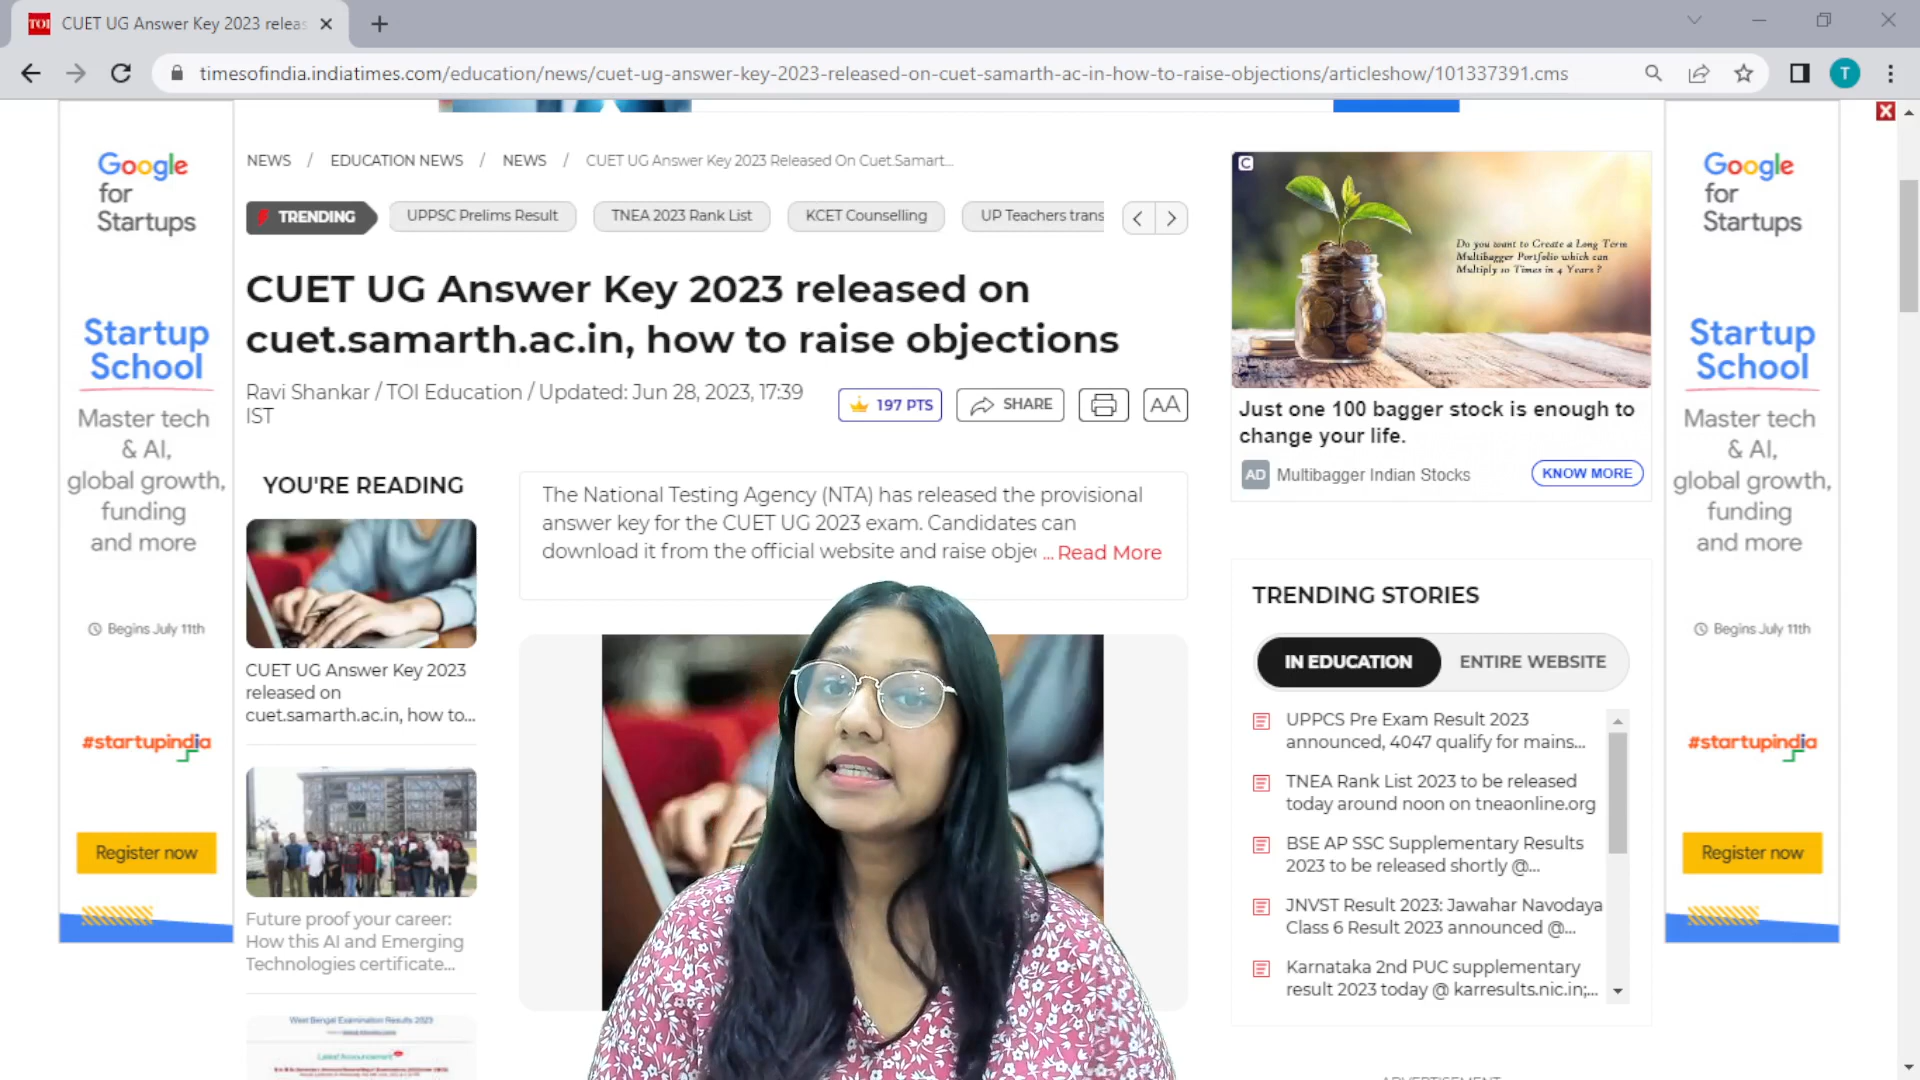 TOI CUET UG Answer Key 2023 releas
timesofindia.indiatimes.com/education/news/cuet-ug-answer-key-2023-released-on-cuet-samarth-ac-in-how-to-raise-objections/articleshow/101337391.cms
T
Google
for
Startups
Startup
School
Master tech
& AI,
global growth,
funding
and more
Begins July 11th
#startupindia
Register now
NEWS / EDUCATION NEWS / NEWS / CUET UG Answer Key 2023 Released On Cuet.Samart...
TRENDING UPPSC Prelims Result TNEA 2023 Rank List KCET Counselling UP Teachers trans
CUET UG Answer Key 2023 released on
cuet.samarth.ac.in, how to raise objections
Ravi Shankar / TOI Education / Updated: Jun 28, 2023, 17:39
IST
197 PTS SHARE AA
YOU'RE READING
CUET UG Answer Key 2023
released on
cuet.samarth.ac.in, how to...
Future proof your career:
How this AI and Emerging
Technologies certificate...
West Bengal Examination Results 2023
Latest Announcement
The National Testing Agency (NTA) has released the provisional
answer key for the CUET UG 2023 exam. Candidates can
download it from the official website and raise objec ... Read More
C
Do you want to Create a Long Term
Multibagger Portfolio which can
Multiply 10 Times in 4 Years ?
Just one 100 bagger stock is enough to
change your life.
AD Multibagger Indian Stocks KNOW MORE
TRENDING STORIES
IN EDUCATION ENTIRE WEBSITE
UPPCS Pre Exam Result 2023
announced, 4047 qualify for mains...
TNEA Rank List 2023 to be released
today around noon on tneaonline.org
BSE AP SSC Supplementary Results
2023 to be released shortly @...
JNVST Result 2023: Jawahar Navodaya
Class 6 Result 2023 announced @...
Karnataka 2nd PUC supplementary
result 2023 today @ karresults.nic.in;...
ADVERTISEMENT
Google
for
Startups
Startup
School
Master tech
& AI,
global growth,
funding
and more
Begins July 11th
#startupindia
Register now